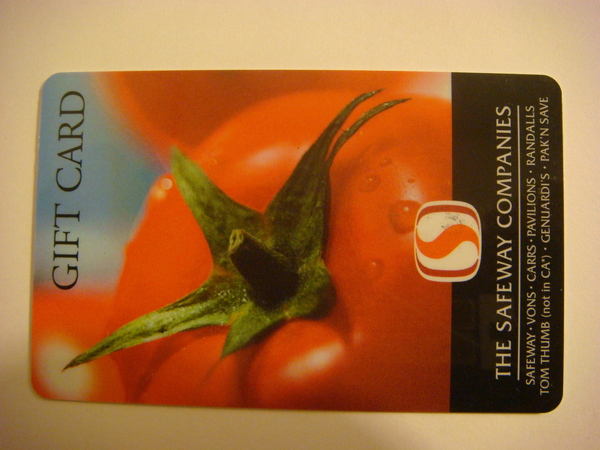 GIFT CARD
THE SAFEWAY COMPANIES
SAFEWAY · VONS · CARRS · PAVILIONS · RANDALLS
TOM THUMB (not in CA*) · GENUARDI'S · PAK'N SAVE